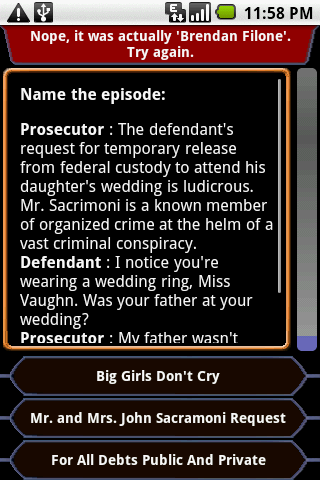 11:58 PM
Nope, it was actually 'Brendan Filone'.
Try again.
Name the episode:
Prosecutor : The defendant's
request for temporary release
from federal custody to attend his
daughter's wedding is ludicrous.
Mr. Sacrimoni is a known member
of organized crime at the helm of a
vast criminal conspiracy.
Defendant : I notice you're
wearing a wedding ring, Miss
Vaughn. Was your father at your
wedding?
Prosecutor : My father wasn't
Big Girls Don't Cry
Mr. and Mrs. John Sacramoni Request
For All Debts Public And Private